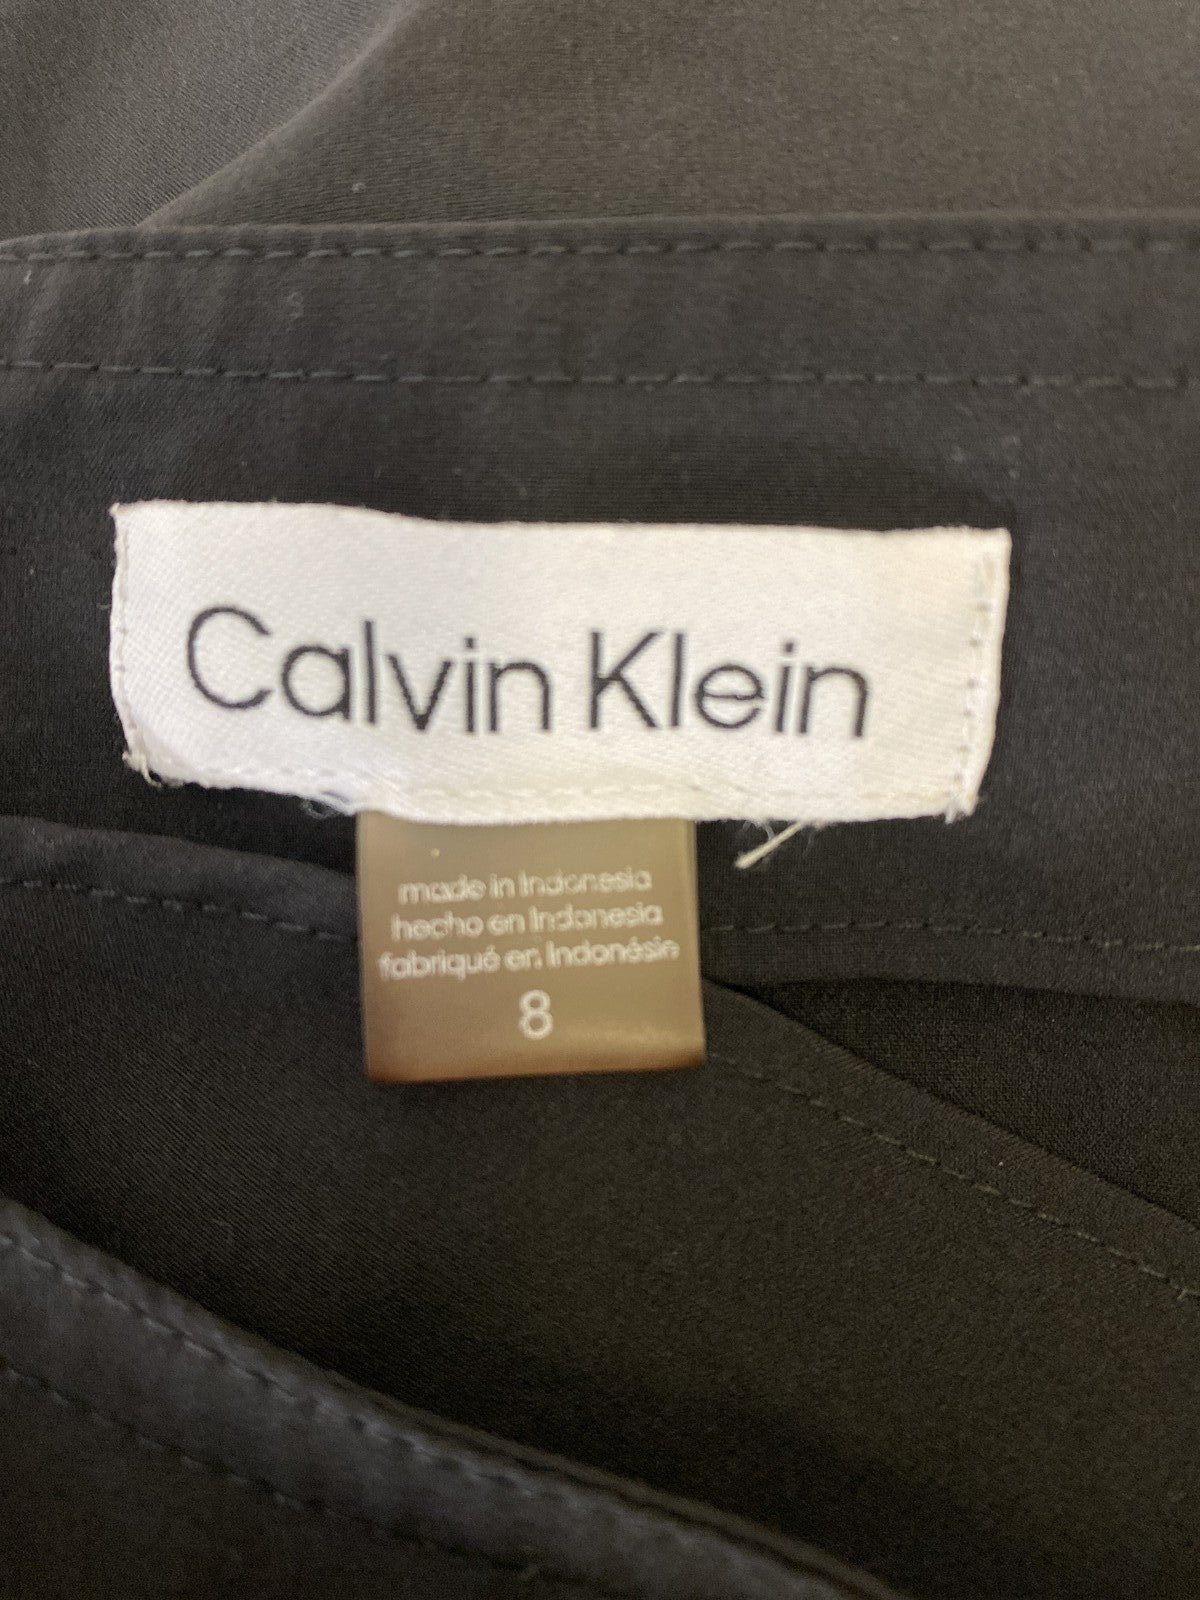 Calvin Klein
made in Indonesia
hecho en Indonesia
fabriqué en Indonésie
8